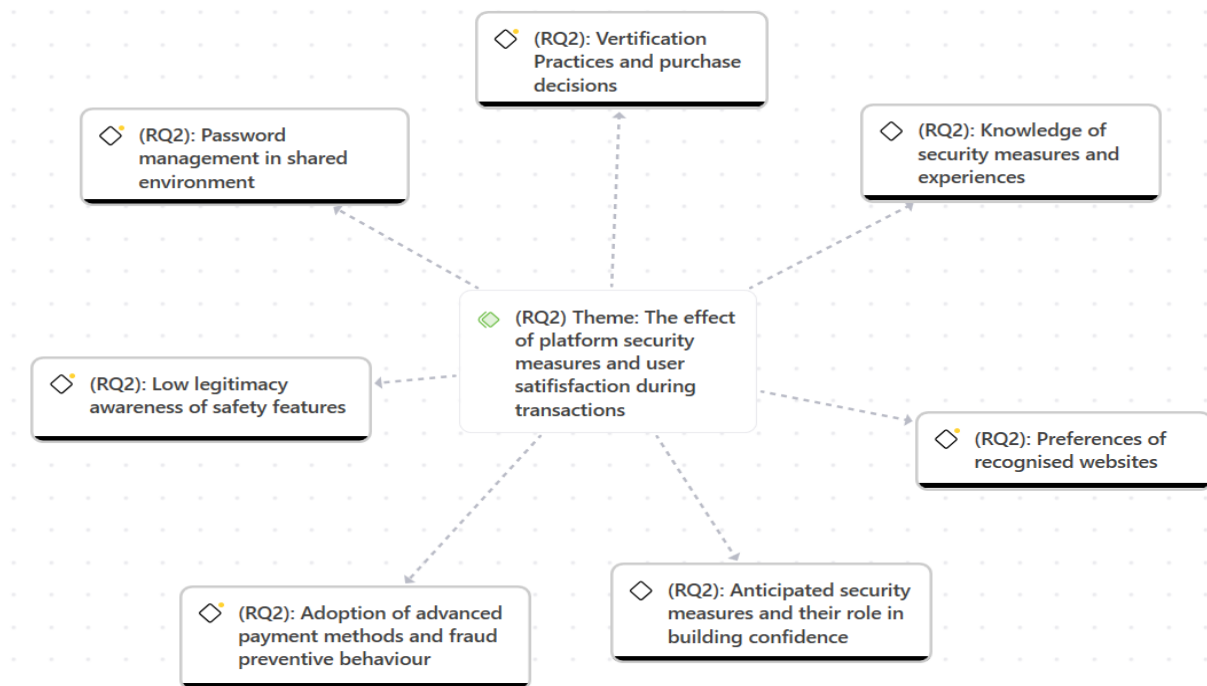 (RQ2): Vertification
Practices and purchase
decisions
(RQ2): Password
management in shared
environment
(RQ2): Knowledge of
security measures and
experiences
(RQ2) Theme: The effect
of platform security
measures and user
satifisfaction during
transactions
(RQ2): Low legitimacy
awareness of safety features
(RQ2): Preferences of
recognised websites
(RQ2): Adoption of advanced
payment methods and fraud
preventive behaviour
(RQ2): Anticipated security
measures and their role in
building confidence